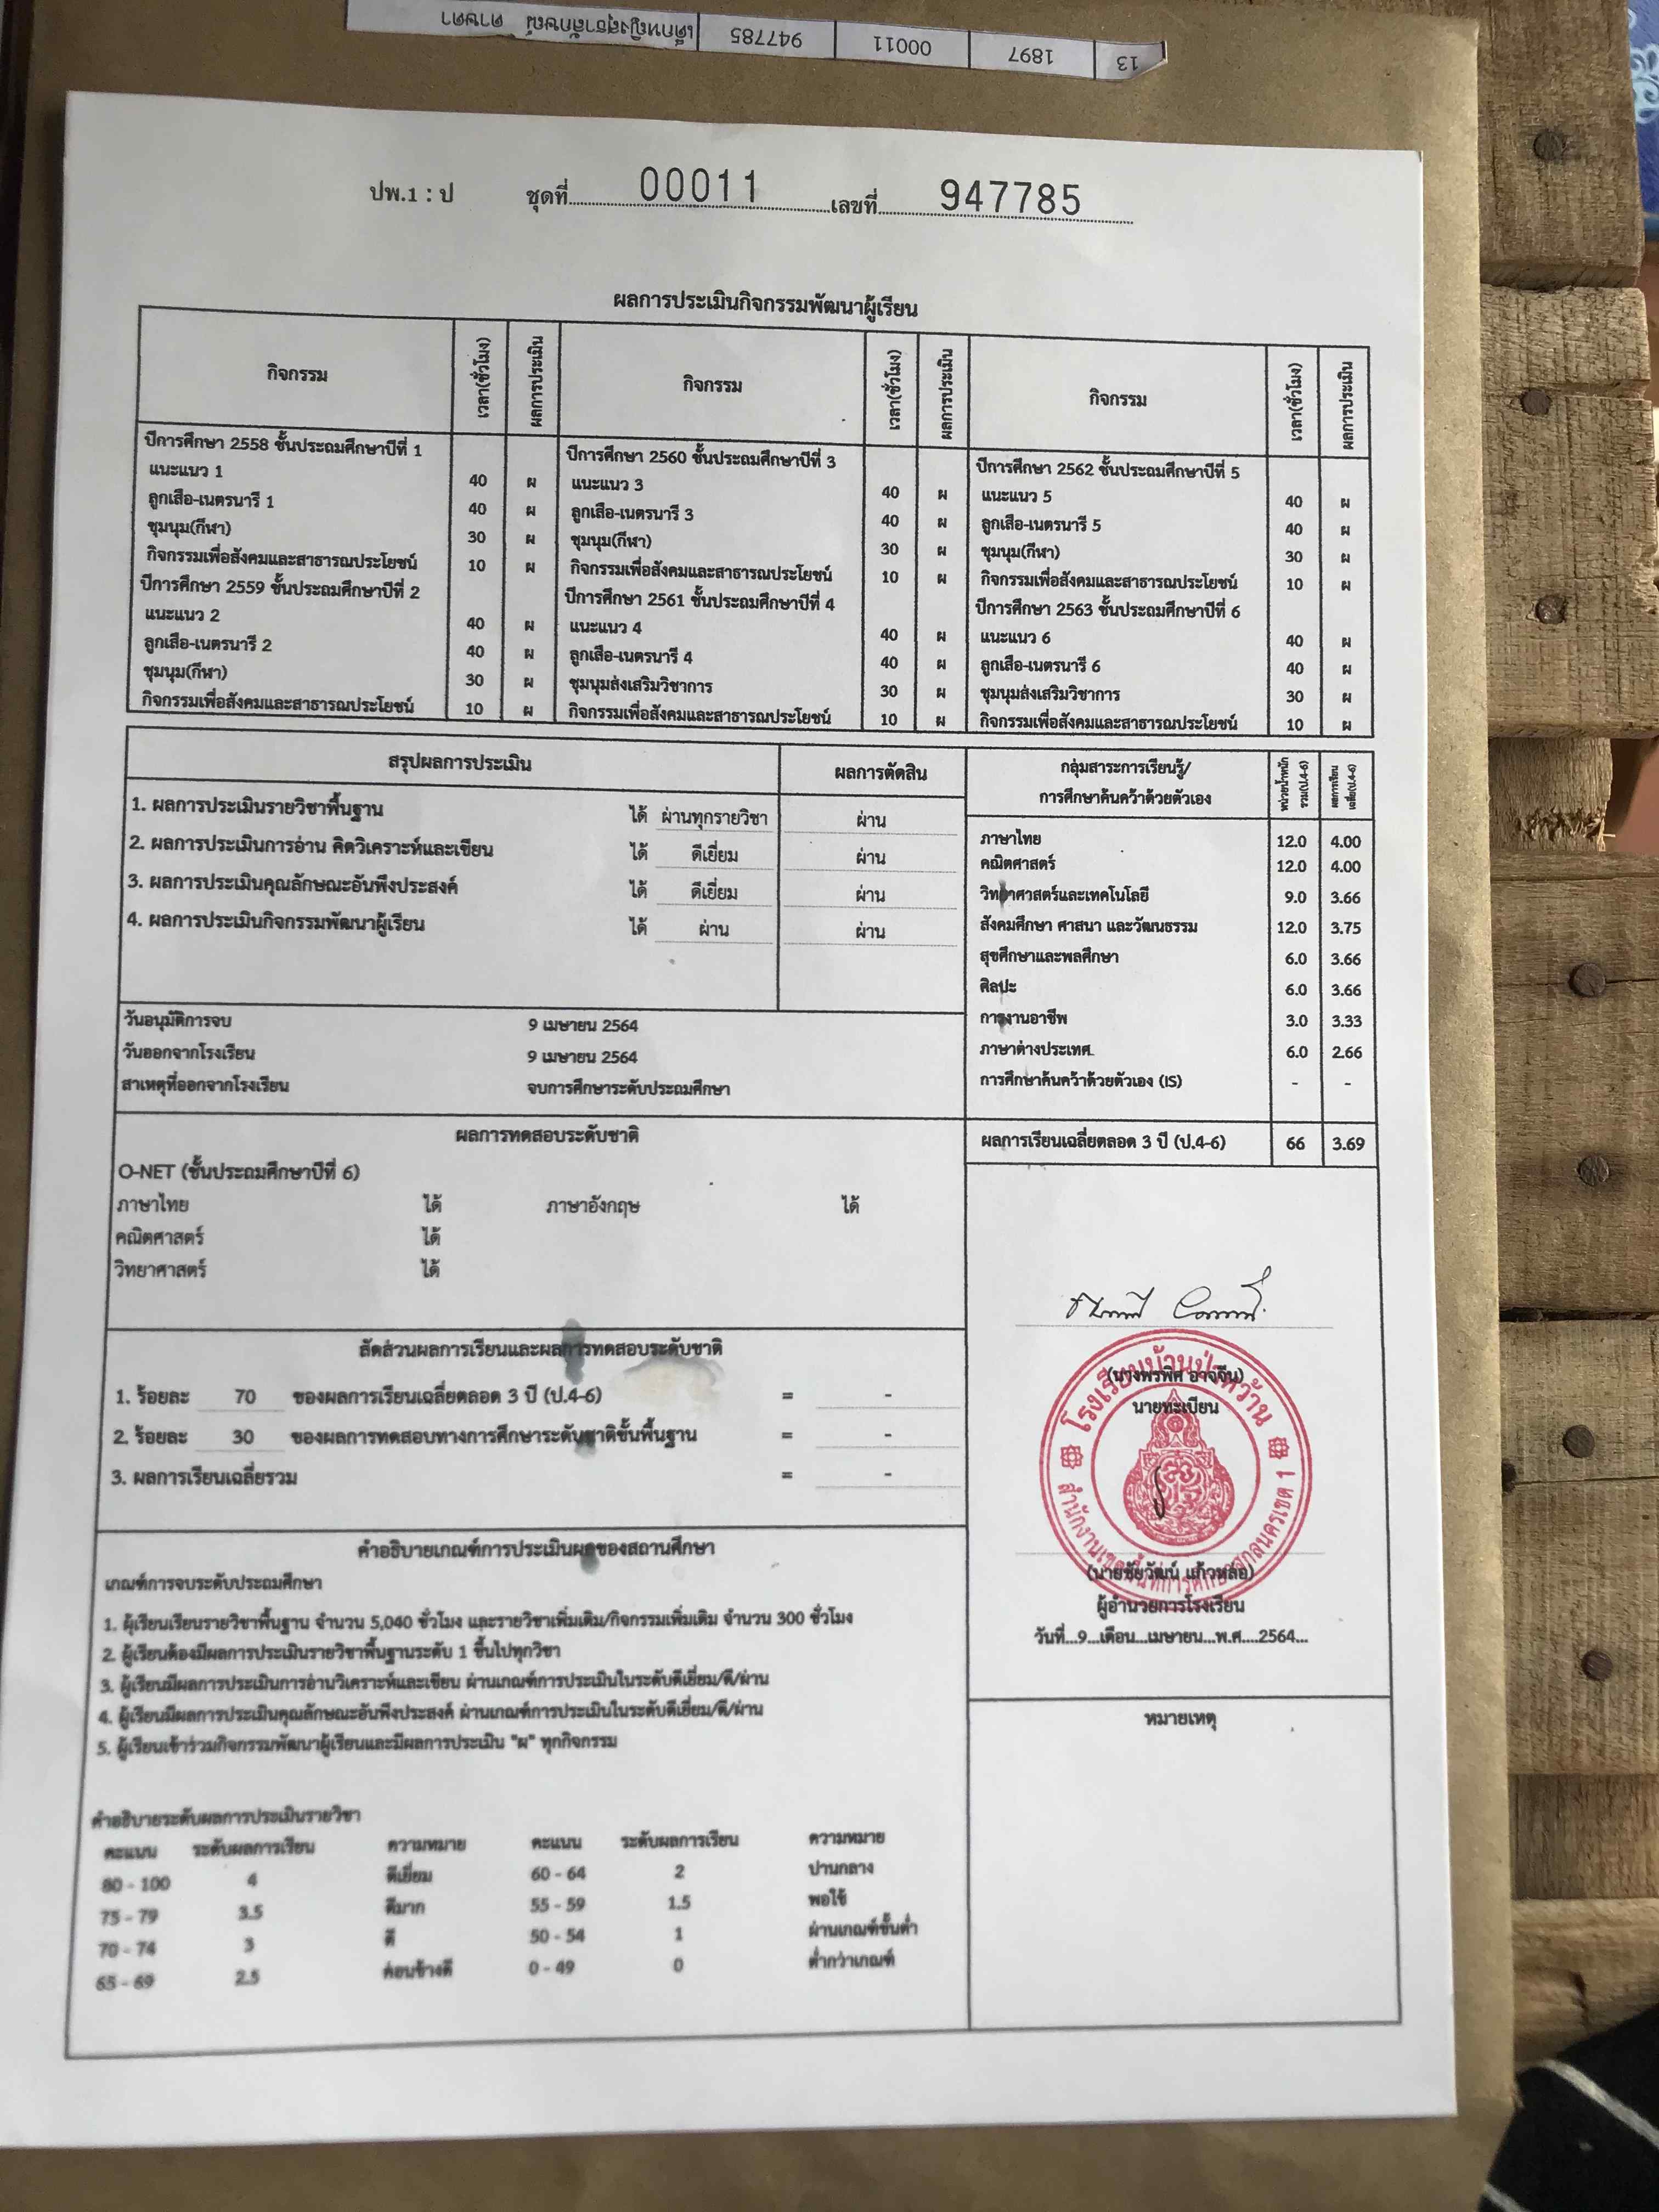 13 1897 00011 947785 เด็กหญิงสุธาลักษณ์ ดาษดา
ปพ.1 : ป ชุดที่ 00011 เลขที่ 947785
ผลการประเมินกิจกรรมพัฒนาผู้เรียน
กิจกรรม เวลา(ชั่วโมง) ผลการประเมิน กิจกรรม เวลา(ชั่วโมง) ผลการประเมิน กิจกรรม เวลา(ชั่วโมง) ผลการประเมิน
ปีการศึกษา 2558 ชั้นประถมศึกษาปีที่ 1 ปีการศึกษา 2560 ชั้นประถมศึกษาปีที่ 3 ปีการศึกษา 2562 ชั้นประถมศึกษาปีที่ 5
แนะแนว 1 40 ผ แนะแนว 3 40 ผ แนะแนว 5 40 ผ
ลูกเสือ-เนตรนารี 1 40 ผ ลูกเสือ-เนตรนารี 3 40 ผ ลูกเสือ-เนตรนารี 5 40 ผ
ชุมนุม(กีฬา) 30 ผ ชุมนุม(กีฬา) 30 ผ ชุมนุม(กีฬา) 30 ผ
กิจกรรมเพื่อสังคมและสาธารณประโยชน์ 10 ผ กิจกรรมเพื่อสังคมและสาธารณประโยชน์ 10 ผ กิจกรรมเพื่อสังคมและสาธารณประโยชน์ 10 ผ
ปีการศึกษา 2559 ชั้นประถมศึกษาปีที่ 2 ปีการศึกษา 2561 ชั้นประถมศึกษาปีที่ 4 ปีการศึกษา 2563 ชั้นประถมศึกษาปีที่ 6
แนะแนว 2 40 ผ แนะแนว 4 40 ผ แนะแนว 6 40 ผ
ลูกเสือ-เนตรนารี 2 40 ผ ลูกเสือ-เนตรนารี 4 40 ผ ลูกเสือ-เนตรนารี 6 40 ผ
ชุมนุม(กีฬา) 30 ผ ชุมนุมส่งเสริมวิชาการ 30 ผ ชุมนุมส่งเสริมวิชาการ 30 ผ
กิจกรรมเพื่อสังคมและสาธารณประโยชน์ 10 ผ กิจกรรมเพื่อสังคมและสาธารณประโยชน์ 10 ผ กิจกรรมเพื่อสังคมและสาธารณประโยชน์ 10 ผ
สรุปผลการประเมิน ผลการตัดสิน
1. ผลการประเมินรายวิชาพื้นฐาน ได้ ผ่านทุกรายวิชา ผ่าน
2. ผลการประเมินการอ่าน คิดวิเคราะห์และเขียน ได้ ดีเยี่ยม ผ่าน
3. ผลการประเมินคุณลักษณะอันพึงประสงค์ ได้ ดีเยี่ยม ผ่าน
4. ผลการประเมินกิจกรรมพัฒนาผู้เรียน ได้ ผ่าน ผ่าน
วันอนุมัติการจบ 9 เมษายน 2564
วันออกจากโรงเรียน 9 เมษายน 2564
สาเหตุที่ออกจากโรงเรียน จบการศึกษาระดับประถมศึกษา
ผลการทดสอบระดับชาติ
O-NET (ชั้นประถมศึกษาปีที่ 6)
ภาษาไทย ได้ ภาษาอังกฤษ ได้
คณิตศาสตร์ ได้
วิทยาศาสตร์ ได้
สัดส่วนผลการเรียนและผลการทดสอบระดับชาติ
1. ร้อยละ 70 ของผลการเรียนเฉลี่ยตลอด 3 ปี (ป.4-6) = -
2. ร้อยละ 30 ของผลการทดสอบทางการศึกษาระดับชาติขั้นพื้นฐาน = -
3. ผลการเรียนเฉลี่ยรวม = -
คำอธิบายเกณฑ์การประเมินผลของสถานศึกษา
เกณฑ์การจบระดับประถมศึกษา
1. ผู้เรียนเรียนรายวิชาพื้นฐาน จำนวน 5,040 ชั่วโมง และรายวิชาเพิ่มเติม/กิจกรรมเพิ่มเติม จำนวน 300 ชั่วโมง
2. ผู้เรียนต้องมีผลการประเมินรายวิชาพื้นฐานระดับ 1 ขึ้นไปทุกวิชา
3. ผู้เรียนมีผลการประเมินการอ่านวิเคราะห์และเขียน ผ่านเกณฑ์การประเมินในระดับดีเยี่ยม/ดี/ผ่าน
4. ผู้เรียนมีผลการประเมินคุณลักษณะอันพึงประสงค์ ผ่านเกณฑ์การประเมินในระดับดีเยี่ยม/ดี/ผ่าน
5. ผู้เรียนเข้าร่วมกิจกรรมพัฒนาผู้เรียนและมีผลการประเมิน "ผ" ทุกกิจกรรม
คำอธิบายระดับผลการประเมินรายวิชา
คะแนน ระดับผลการเรียน ความหมาย คะแนน ระดับผลการเรียน ความหมาย
80 - 100 4 ดีเยี่ยม 60 - 64 2 ปานกลาง
75 - 79 3.5 ดีมาก 55 - 59 1.5 พอใช้
70 - 74 3 ดี 50 - 54 1 ผ่านเกณฑ์ขั้นต่ำ
65 - 69 2.5 ค่อนข้างดี 0 - 49 0 ต่ำกว่าเกณฑ์
กลุ่มสาระการเรียนรู้/ การศึกษาค้นคว้าด้วยตัวเอง หน่วยน้ำหนักรวม(ป.4-6) ผลการเรียนเฉลี่ย(ป.4-6)
ภาษาไทย 12.0 4.00
คณิตศาสตร์ 12.0 4.00
วิทยาศาสตร์และเทคโนโลยี 9.0 3.66
สังคมศึกษา ศาสนา และวัฒนธรรม 12.0 3.75
สุขศึกษาและพลศึกษา 6.0 3.66
ศิลปะ 6.0 3.66
การงานอาชีพ 3.0 3.33
ภาษาต่างประเทศ 6.0 2.66
การศึกษาค้นคว้าด้วยตัวเอง (IS) - -
ผลการเรียนเฉลี่ยตลอด 3 ปี (ป.4-6) 66 3.69
(นางพรพิศ อาจจีน)
นายทะเบียน
โรงเรียนบ้านป่าหว้าน
สำนักงานเขตพื้นที่การศึกษา สกลนครเขต 1
(นายชัยวัฒน์ แก้วหล่อ)
ผู้อำนวยการโรงเรียน
วันที่...9...เดือน...เมษายน...พ.ศ....2564...
หมายเหตุ